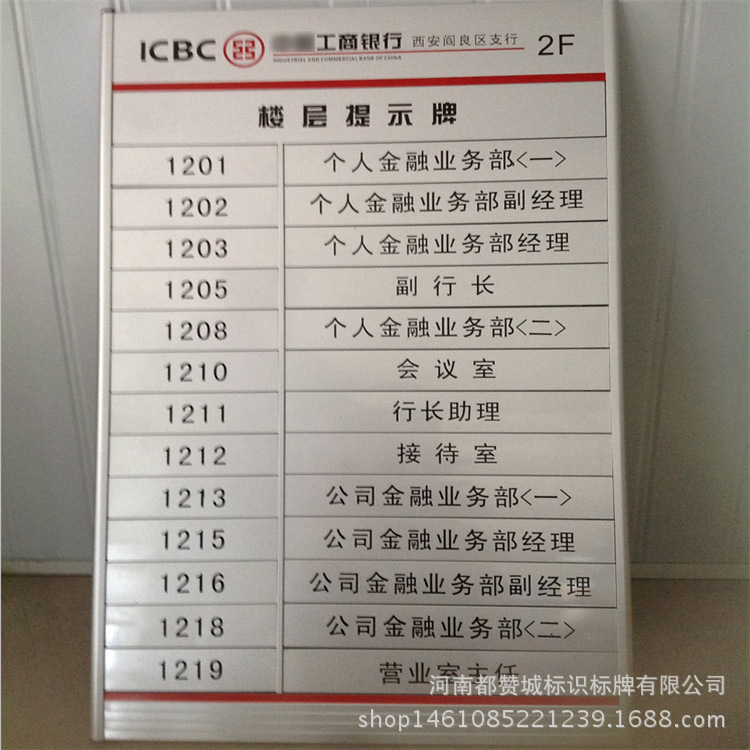 ICBC 工商银行 西安阎良区支行 2F
INDUSTRIAL AND COMMERCIAL BANK OF CHINA
楼层提示牌
1201 个人金融业务部<一>
1202 个人金融业务部副经理
1203 个人金融业务部经理
1205 副行长
1208 个人金融业务部<二>
1210 会议室
1211 行长助理
1212 接待室
1213 公司金融业务部<一>
1215 公司金融业务部经理
1216 公司金融业务部副经理
1218 公司金融业务部<二>
1219 营业室主任
河南都赞城标识标牌有限公司
shop1461085221239.1688.com